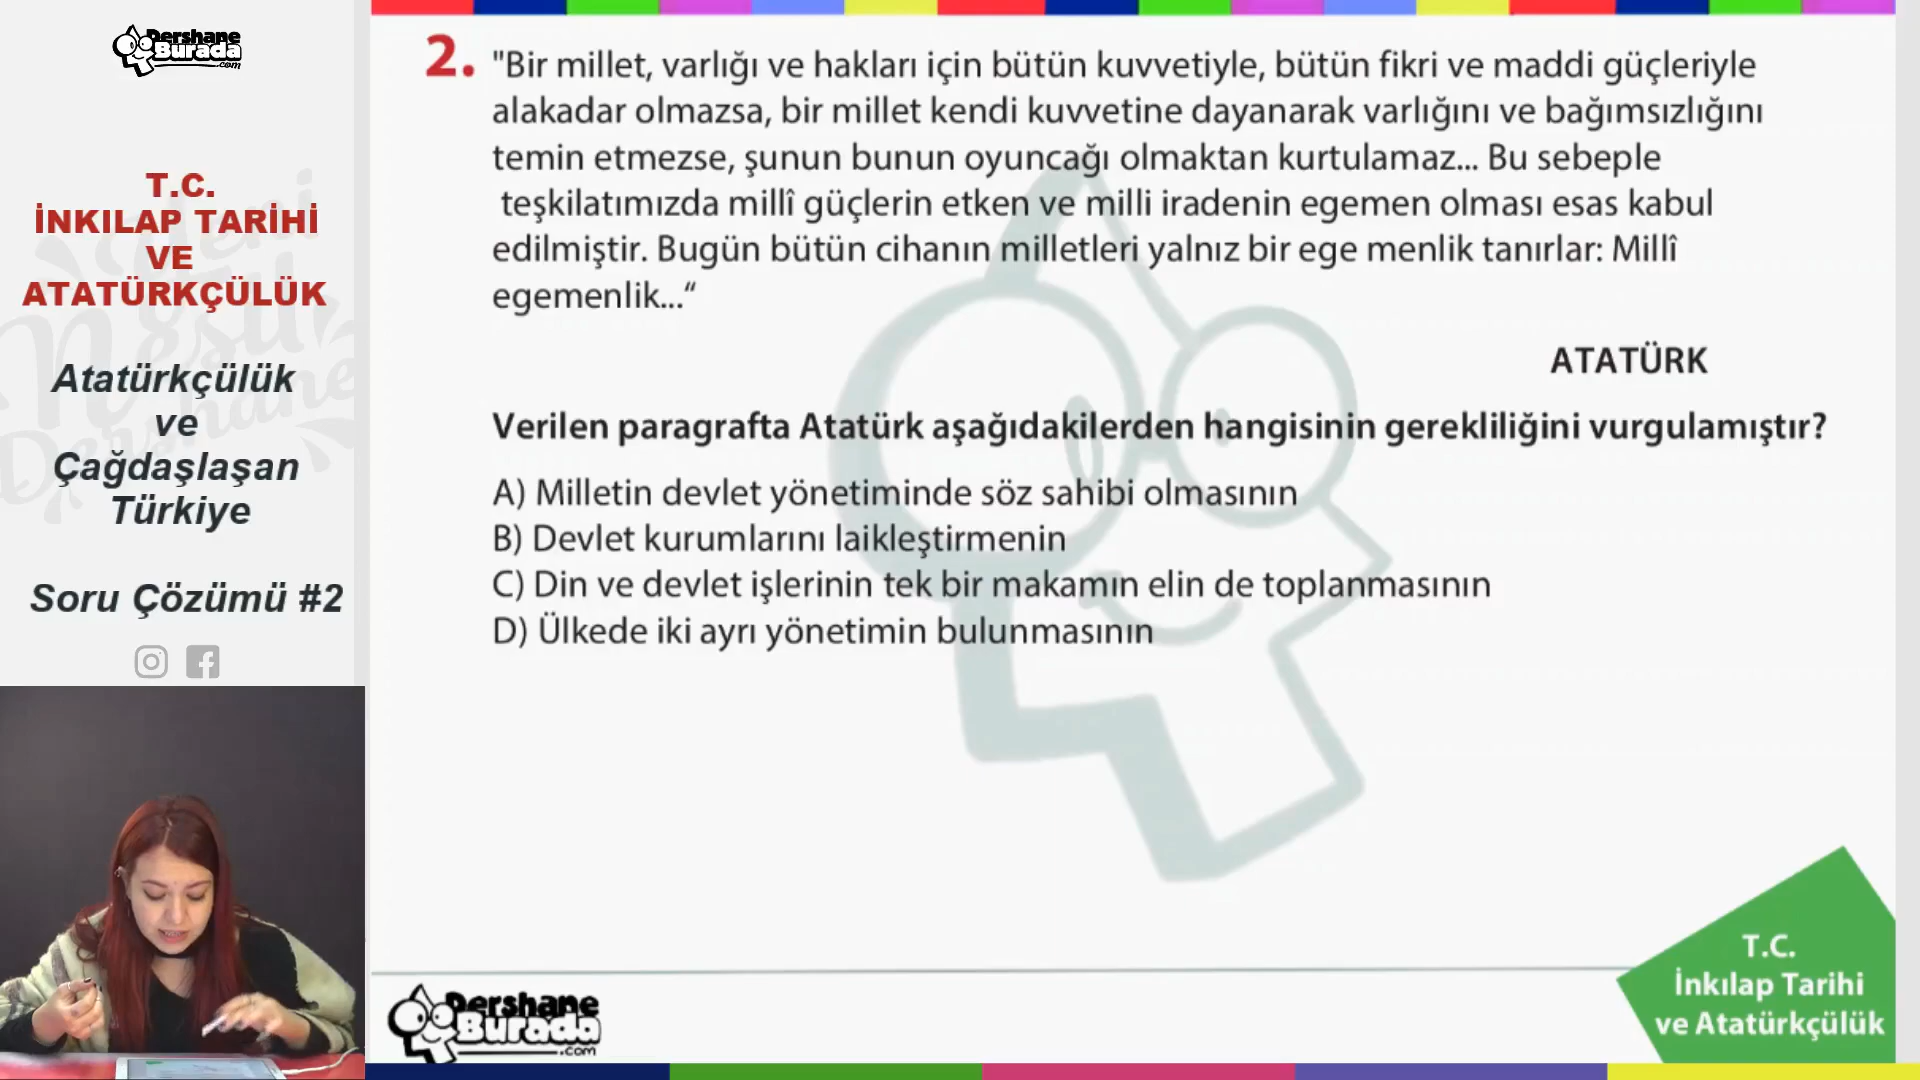 Dershane
Burada
.com
T.C.
İNKILAP TARİHİ
VE
ATATÜRKÇÜLÜK
Atatürkçülük
ve
Çağdaşlaşan
Türkiye
Soru Çözümü #2
2. "Bir millet, varlığı ve hakları için bütün kuvvetiyle, bütün fikri ve maddi güçleriyle
alakadar olmazsa, bir millet kendi kuvvetine dayanarak varlığını ve bağımsızlığını
temin etmezse, şunun bunun oyuncağı olmaktan kurtulamaz... Bu sebeple
teşkilatımızda millî güçlerin etken ve milli iradenin egemen olması esas kabul
edilmiştir. Bugün bütün cihanın milletleri yalnız bir ege menlik tanırlar: Millî
egemenlik...“
ATATÜRK
Verilen paragrafta Atatürk aşağıdakilerden hangisinin gerekliliğini vurgulamıştır?
A) Milletin devlet yönetiminde söz sahibi olmasının
B) Devlet kurumlarını laikleştirmenin
C) Din ve devlet işlerinin tek bir makamın elin de toplanmasının
D) Ülkede iki ayrı yönetimin bulunmasının
Dershane
Burada
.com
T.C.
İnkılap Tarihi
ve Atatürkçülük